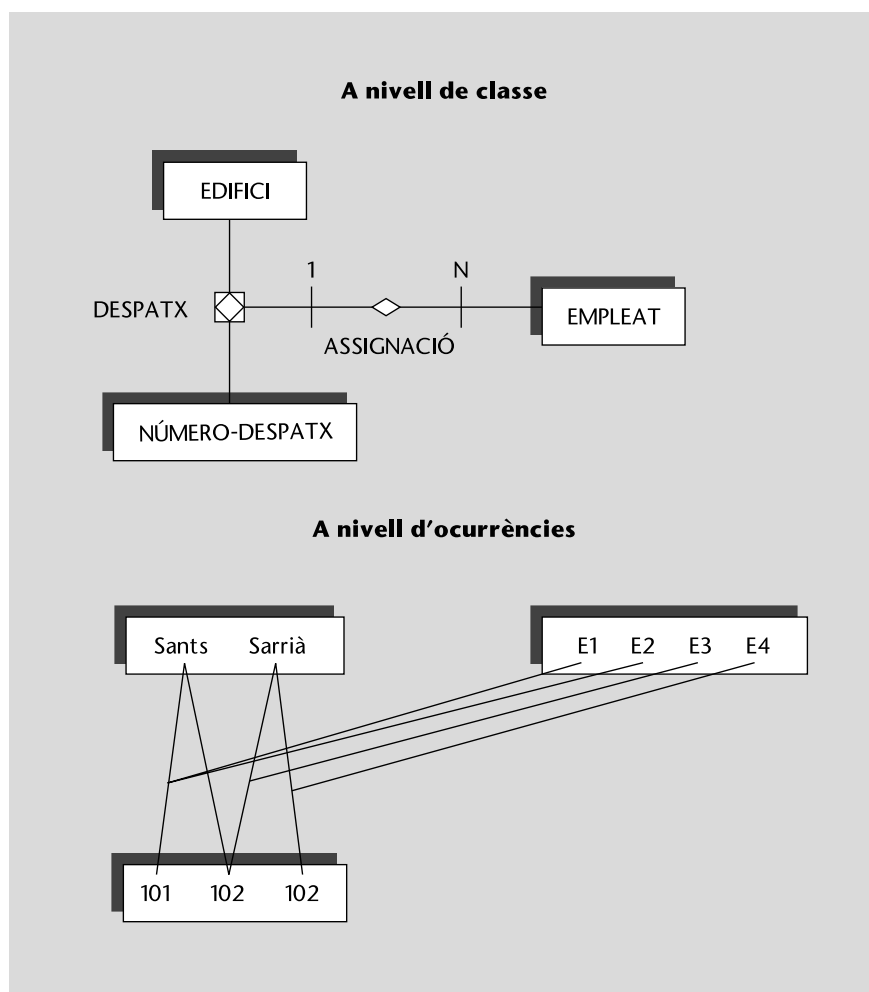 A nivell de classe
EDIFICI
1 N
DESPATX
EMPLEAT
ASSIGNACIÓ
NÚMERO-DESPATX
A nivell d'ocurrències
Sants Sarrià
E1 E2 E3 E4
101 102 102